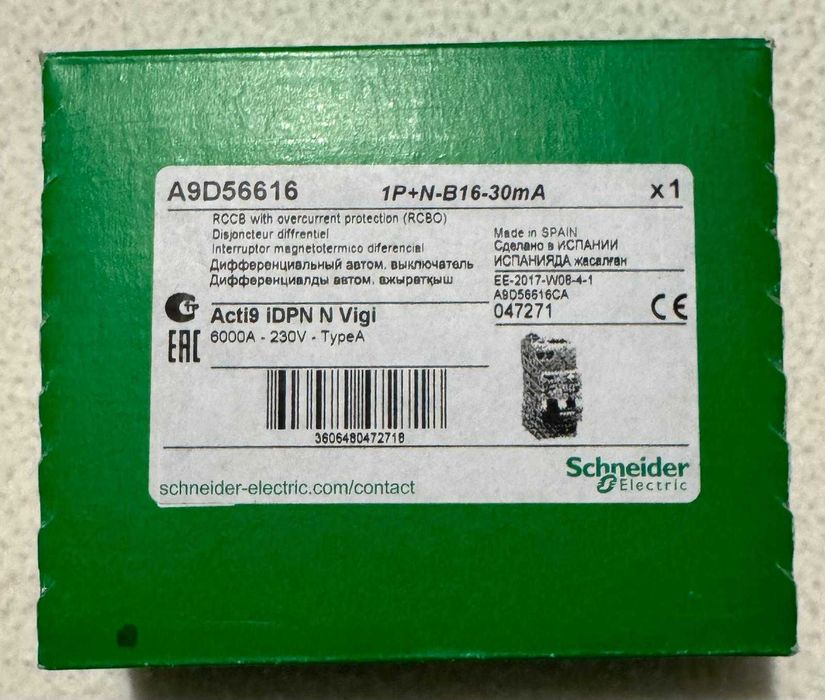 A9D56616 1P+N-B16-30mA x1
RCCB with overcurrent protection (RCBO)
Disjoncteur diffrentiel
Interruptor magnetotermico diferencial
Дифференциальный автом. выключатель
Дифференциалды автом. ажыратқыш
Made in SPAIN
Сделано в ИСПАНИИ
ИСПАНИЯДА жасалған
EE-2017-W08-4-1
A9D56616CA
047271
CE
Acti9 iDPN N Vigi
6000A - 230V - TypeA
EAC
3606480472718
schneider-electric.com/contact
Schneider
Electric